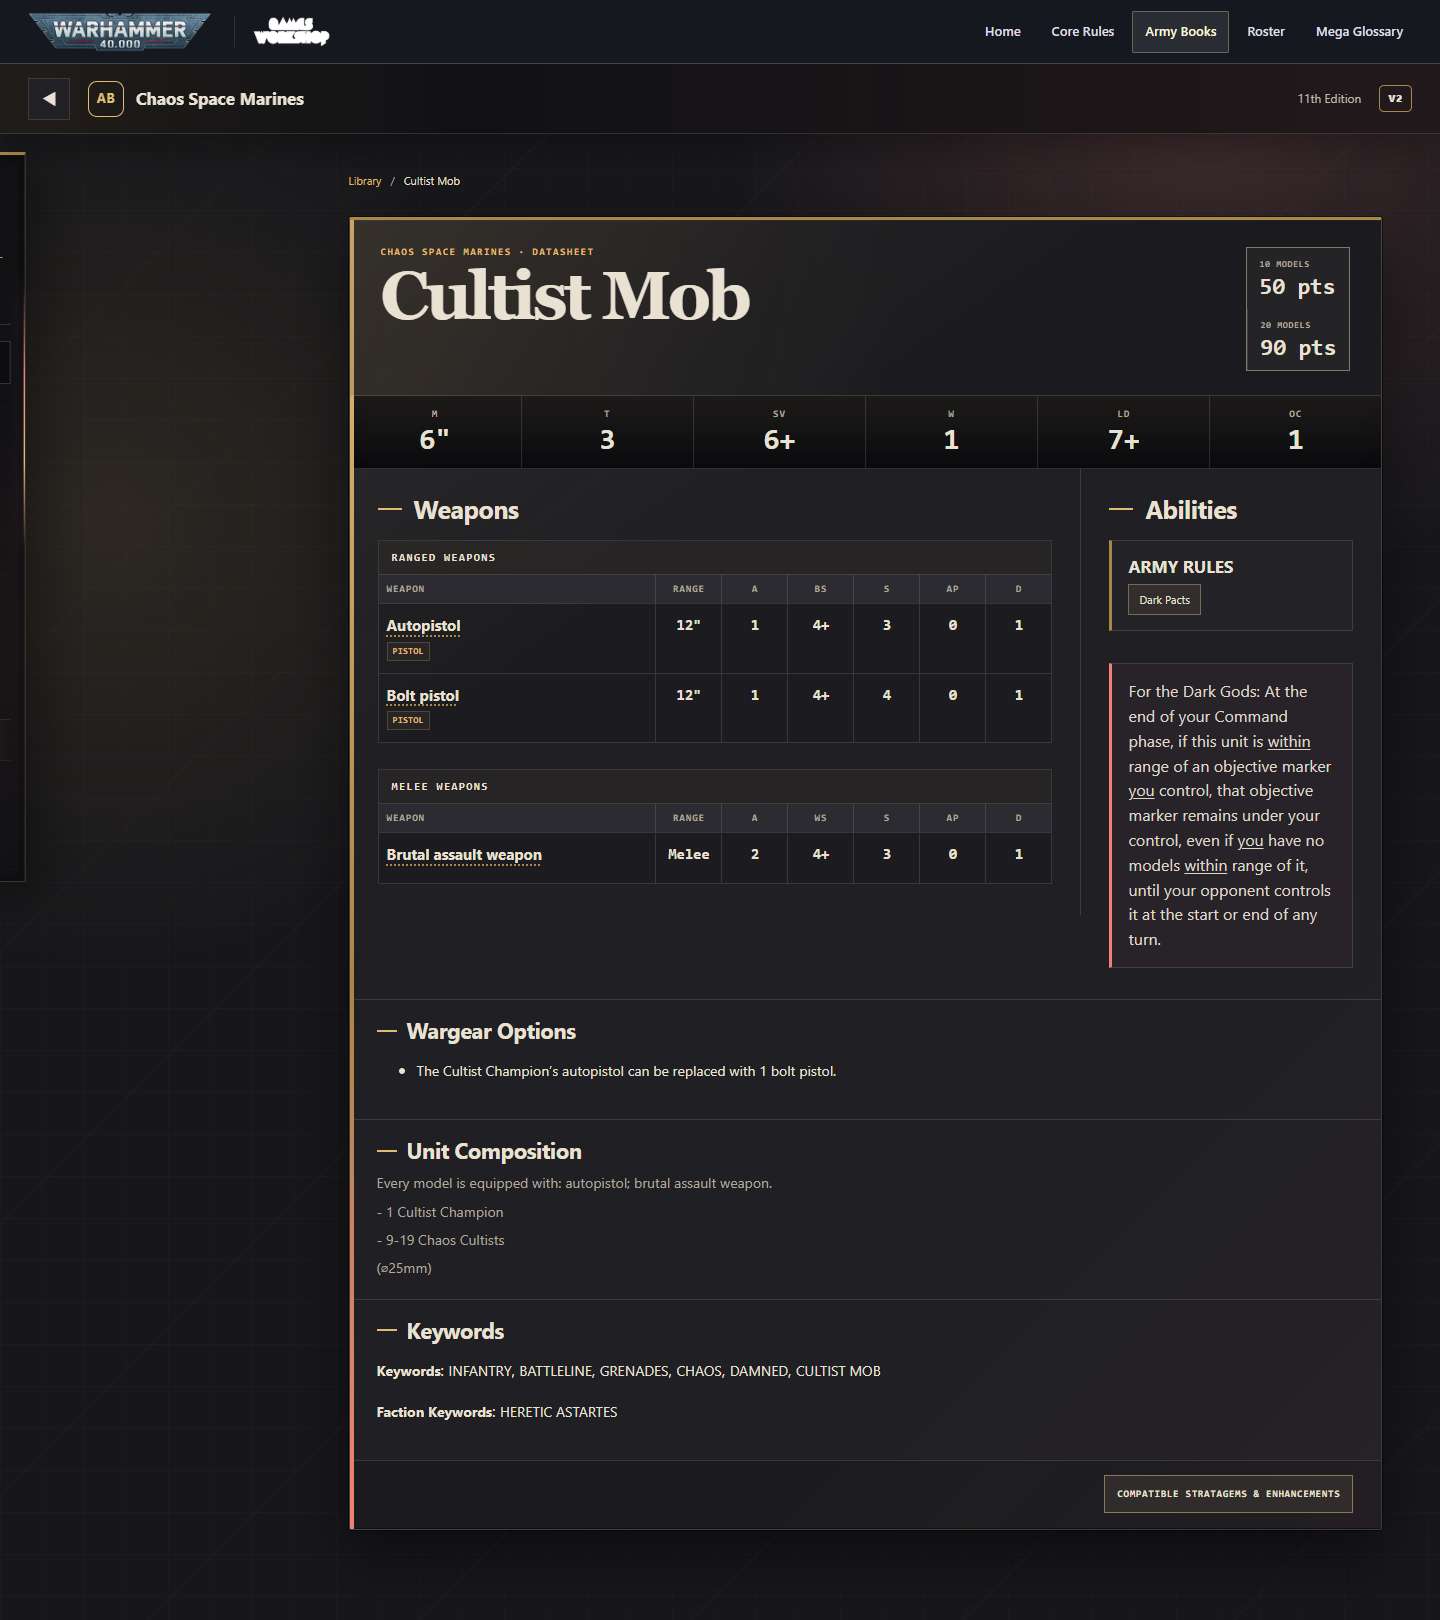 WARHAMMER
40,000
GAMES
WORKSHOP
Home
Core Rules
Army Books
Roster
Mega Glossary
◀
AB
Chaos Space Marines
11th Edition
V2
Library / Cultist Mob
CHAOS SPACE MARINES · DATASHEET
Cultist Mob
10 MODELS
50 pts
20 MODELS
90 pts
M T SV W LD OC
6" 3 6+ 1 7+ 1
Weapons
RANGED WEAPONS
WEAPON RANGE A BS S AP D
Autopistol 12" 1 4+ 3 0 1
PISTOL
Bolt pistol 12" 1 4+ 4 0 1
PISTOL
MELEE WEAPONS
WEAPON RANGE A WS S AP D
Brutal assault weapon Melee 2 4+ 3 0 1
Abilities
ARMY RULES
Dark Pacts
For the Dark Gods: At the
end of your Command
phase, if this unit is within
range of an objective marker
you control, that objective
marker remains under your
control, even if you have no
models within range of it,
until your opponent controls
it at the start or end of any
turn.
Wargear Options
• The Cultist Champion’s autopistol can be replaced with 1 bolt pistol.
Unit Composition
Every model is equipped with: autopistol; brutal assault weapon.
- 1 Cultist Champion
- 9-19 Chaos Cultists
(⌀25mm)
Keywords
Keywords: INFANTRY, BATTLELINE, GRENADES, CHAOS, DAMNED, CULTIST MOB
Faction Keywords: HERETIC ASTARTES
COMPATIBLE STRATAGEMS & ENHANCEMENTS